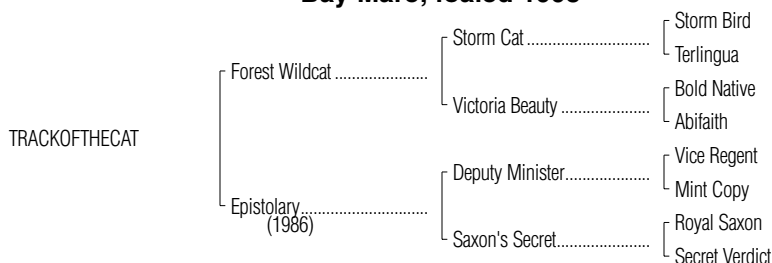 Bay Mare, foaled
Storm Bird
Storm Cat
Terlingua
Forest Wildcat
Bold Native
Victoria Beauty
Abifaith
TRACKOFTHECAT
Vice Regent
Deputy Minister
Mint Copy
Epistolary
(1986)
Royal Saxon
Saxon's Secret
Secret Verdict